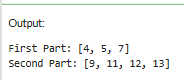 Output:
First Part: [4, 5, 7]
Second Part: [9, 11, 12, 13]